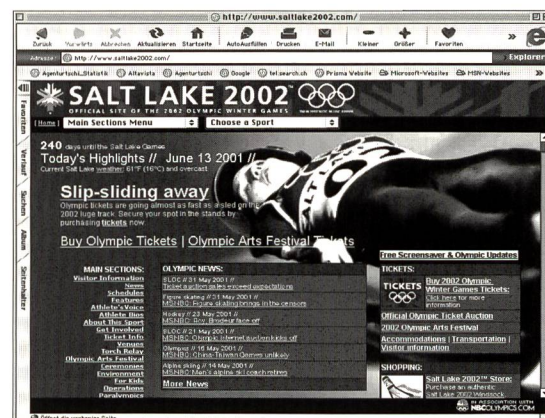 http://www.saltlake2002.com/
Zurück Vorwärts Abbrechen Aktualisieren Startseite AutoAusfüllen Drucken E-Mail Kleiner Größer Favoriten
Adresse: http://www.saltlake2002.com/
Explorer
Agenturtschi_Statistik Altavista Agenturtschi Google tel.search.ch Prisma Website Microsoft-Websites MSN-Websites
Favoriten
Verlauf
Suchen
Album
Seitenhalter
SALT LAKE 2002
OFFICIAL SITE OF THE 2002 OLYMPIC WINTER GAMES
[Home] Main Sections Menu Choose a Sport
240 days until the Salt Lake Games
Today's Highlights // June 13 2001 //
Current Salt Lake weather: 61°F (16°C) and overcast
Slip-sliding away
Olympic tickets are going almost as fast as a sled on the
2002 luge track. Secure your spot in the stands by
purchasing tickets now.
Buy Olympic Tickets | Olympic Arts Festival Tickets
Free Screensaver & Olympic Updates
MAIN SECTIONS:
Visitor Information
News
Schedules
Features
Athlete's Voice
Athlete Bios
About This Sport
Get Involved
Ticket Info
Venues
Torch Relay
Olympic Arts Festival
Ceremonies
Environment
For Kids
Operations
Paralympics
OLYMPIC NEWS:
SLOC // 31 May 2001 //
Ticket auction sales exceed expectations
Figure skating // 31 May 2001 //
MSNBC: Figure skating brings in the censors
Hockey // 23 May 2001 //
MSNBC: Roy, Brodeur face off
SLOC // 21 May 2001 //
MSNBC: Olympic internet auction kicks off
Olympics // 15 May 2001 //
MSNBC: China-Taiwan Games unlikely
Alpine skiing // 14 May 2001 //
MSNBC: Men's alpine ski coach retires
More News
TICKETS:
TICKETS
Buy 2002 Olympic
Winter Games Tickets:
Click here for more
information
Official Olympic Ticket Auction
2002 Olympic Arts Festival
Accommodations | Transportation |
Visitor information
SHOPPING:
Salt Lake 2002™ Store:
Purchase an authentic
Salt Lake 2002 Windsock
IN ASSOCIATION WITH
NBCOLYMPICS.COM